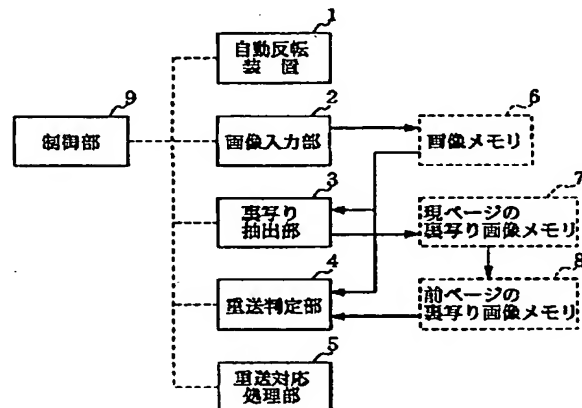 1
自動反転
装置
9
制御部
2
画像入力部
6
画像メモリ
3
裏写り
抽出部
7
現ページの
裏写り画像メモリ
4
重送判定部
8
前ページの
裏写り画像メモリ
5
重送対応
処理部